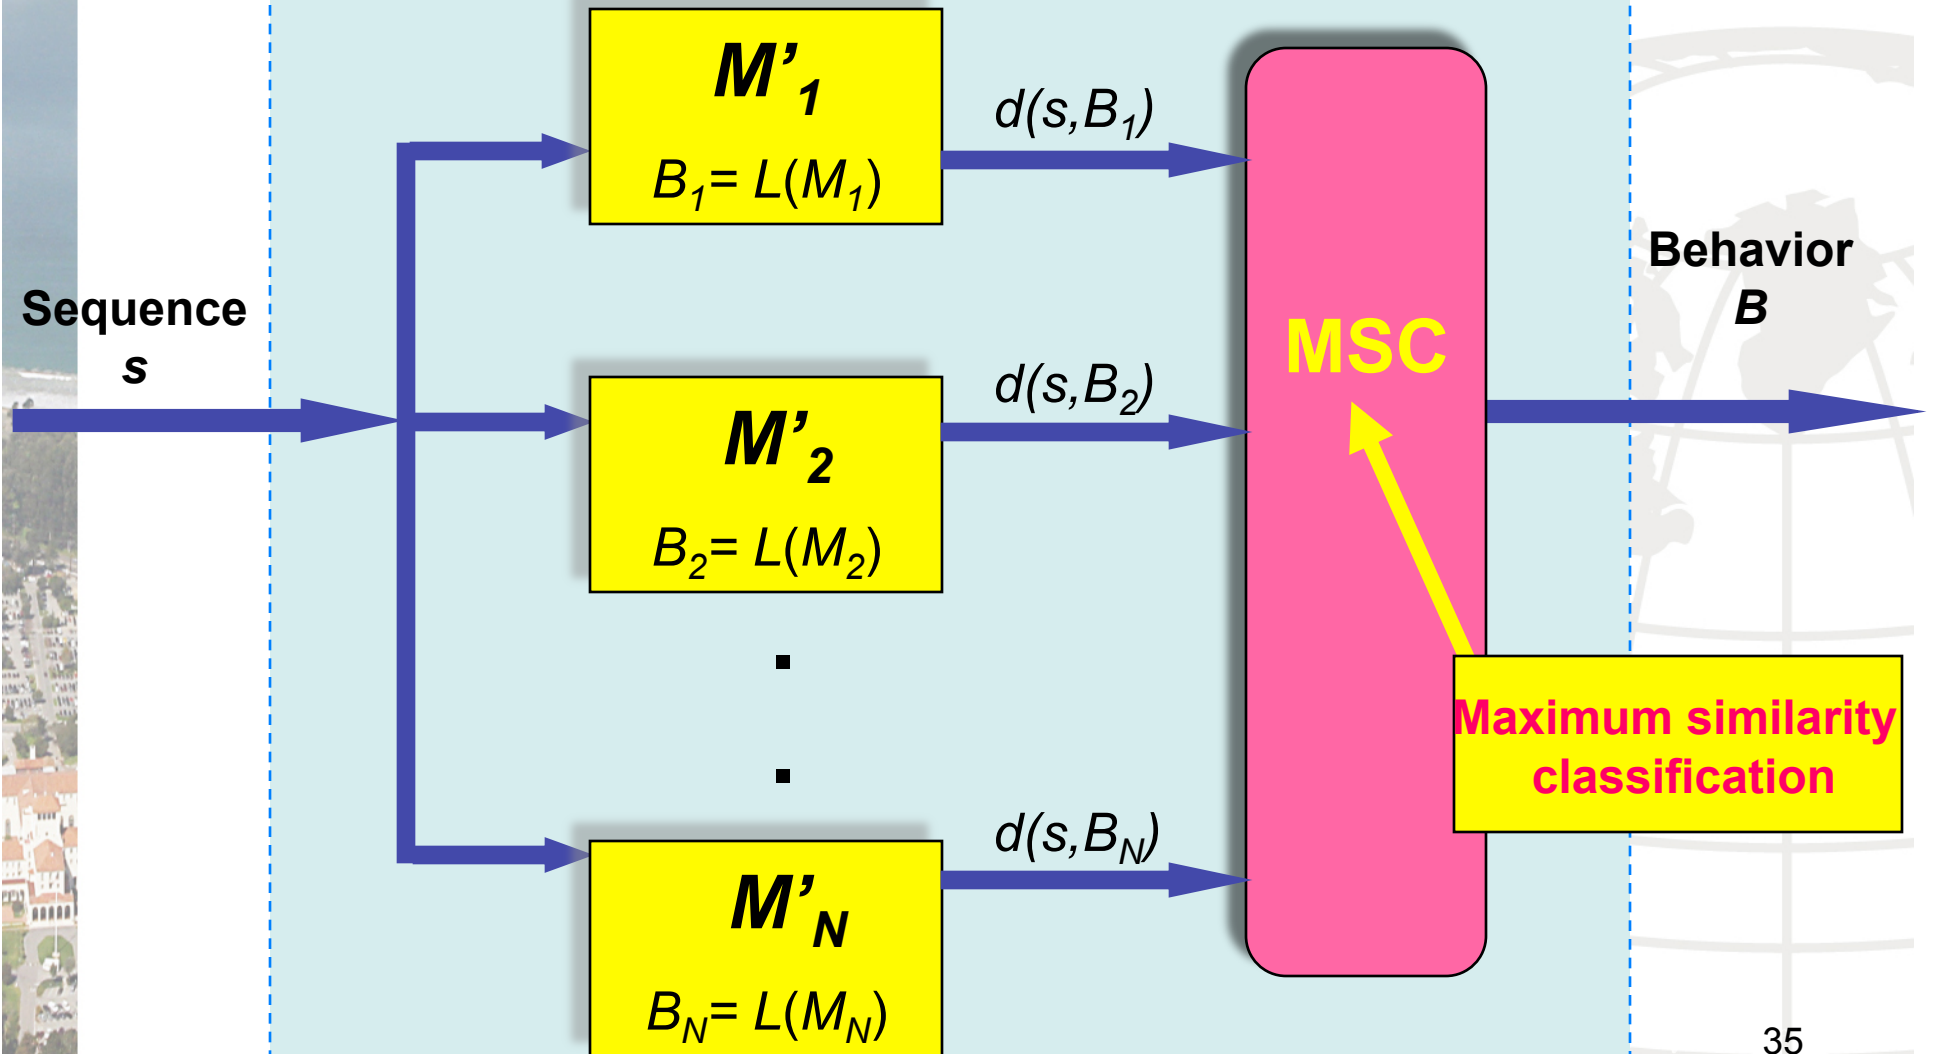 M’1
B1= L(M1)
d(s,B1)
Sequence
s
M’2
B2= L(M2)
d(s,B2)
MSC
Behavior
B
.
.
Maximum similarity
classification
M’N
BN= L(MN)
d(s,BN)
35